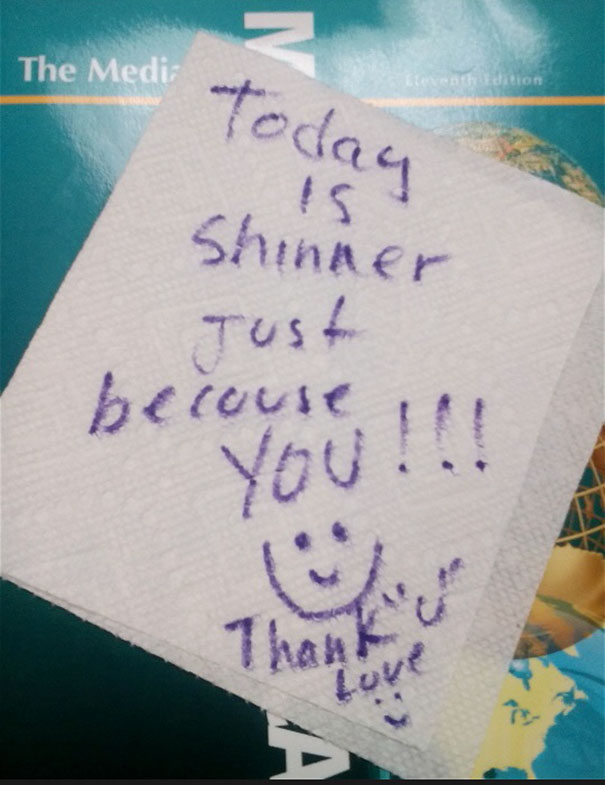 M
The Media
Eleventh Edition
Today
is
Shinner
Just
becouse
YOU!!!
Thank
Love
A